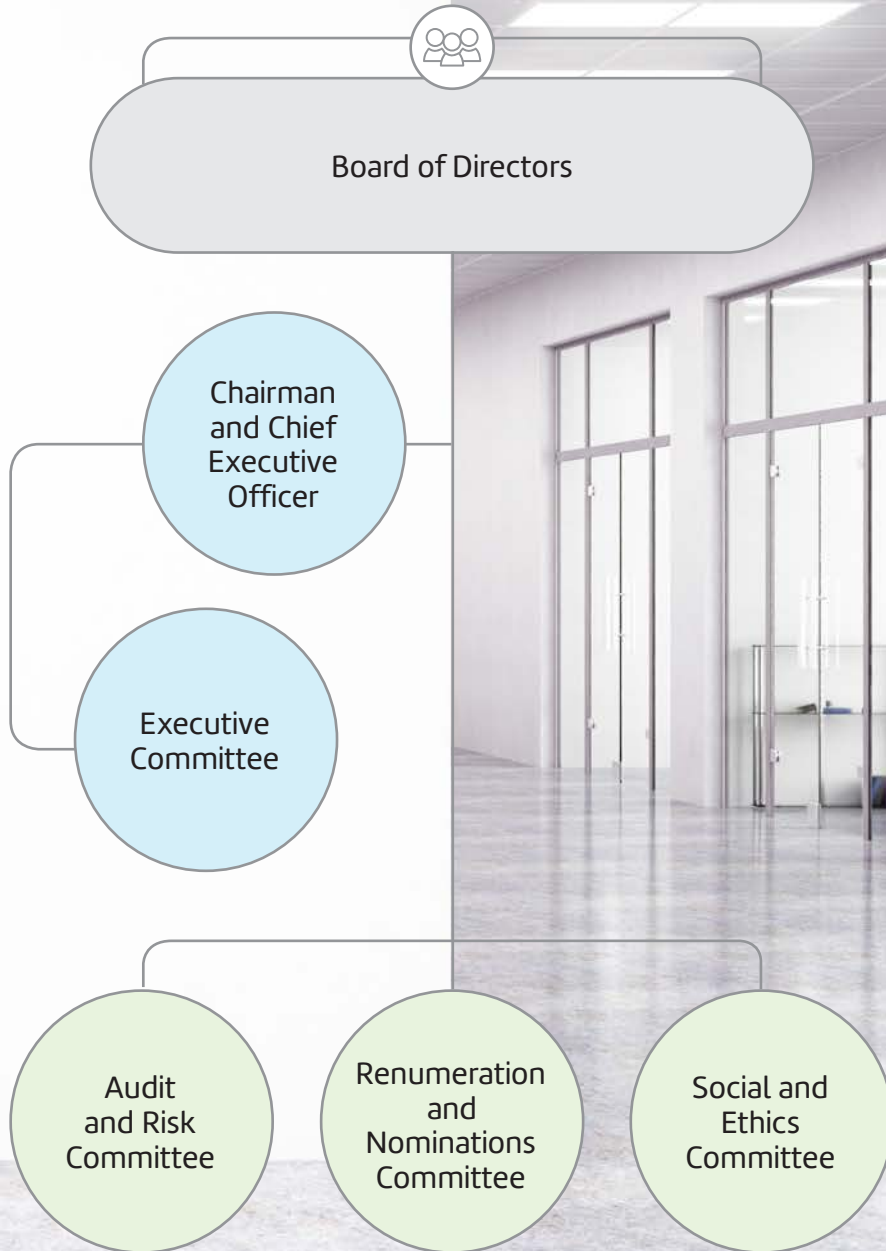 Board of Directors
Chairman
and Chief
Executive
Officer
Executive
Committee
Audit
and Risk
Committee
Renumeration
and
Nominations
Committee
Social and
Ethics
Committee